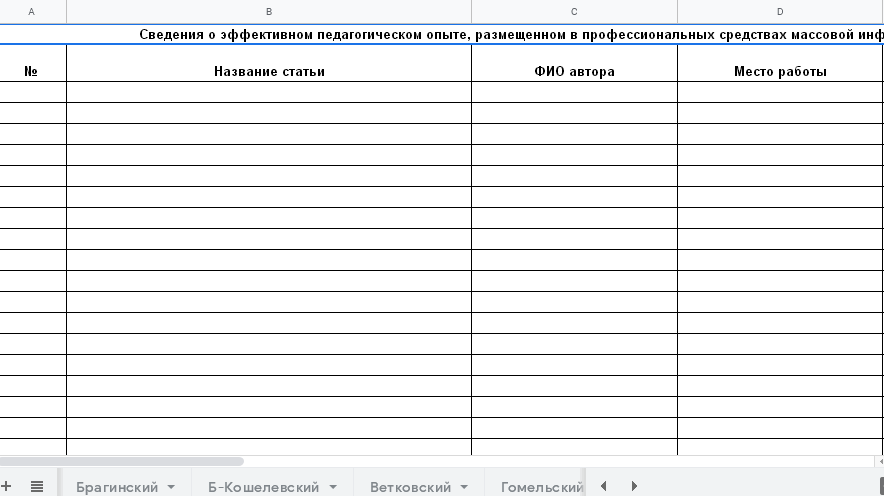 A B C D
Сведения о эффективном педагогическом опыте, размещенном в профессиональных средствах массовой инф
№ Название статьи ФИО автора Место работы
Брагинский Б-Кошелевский Ветковский Гомельский